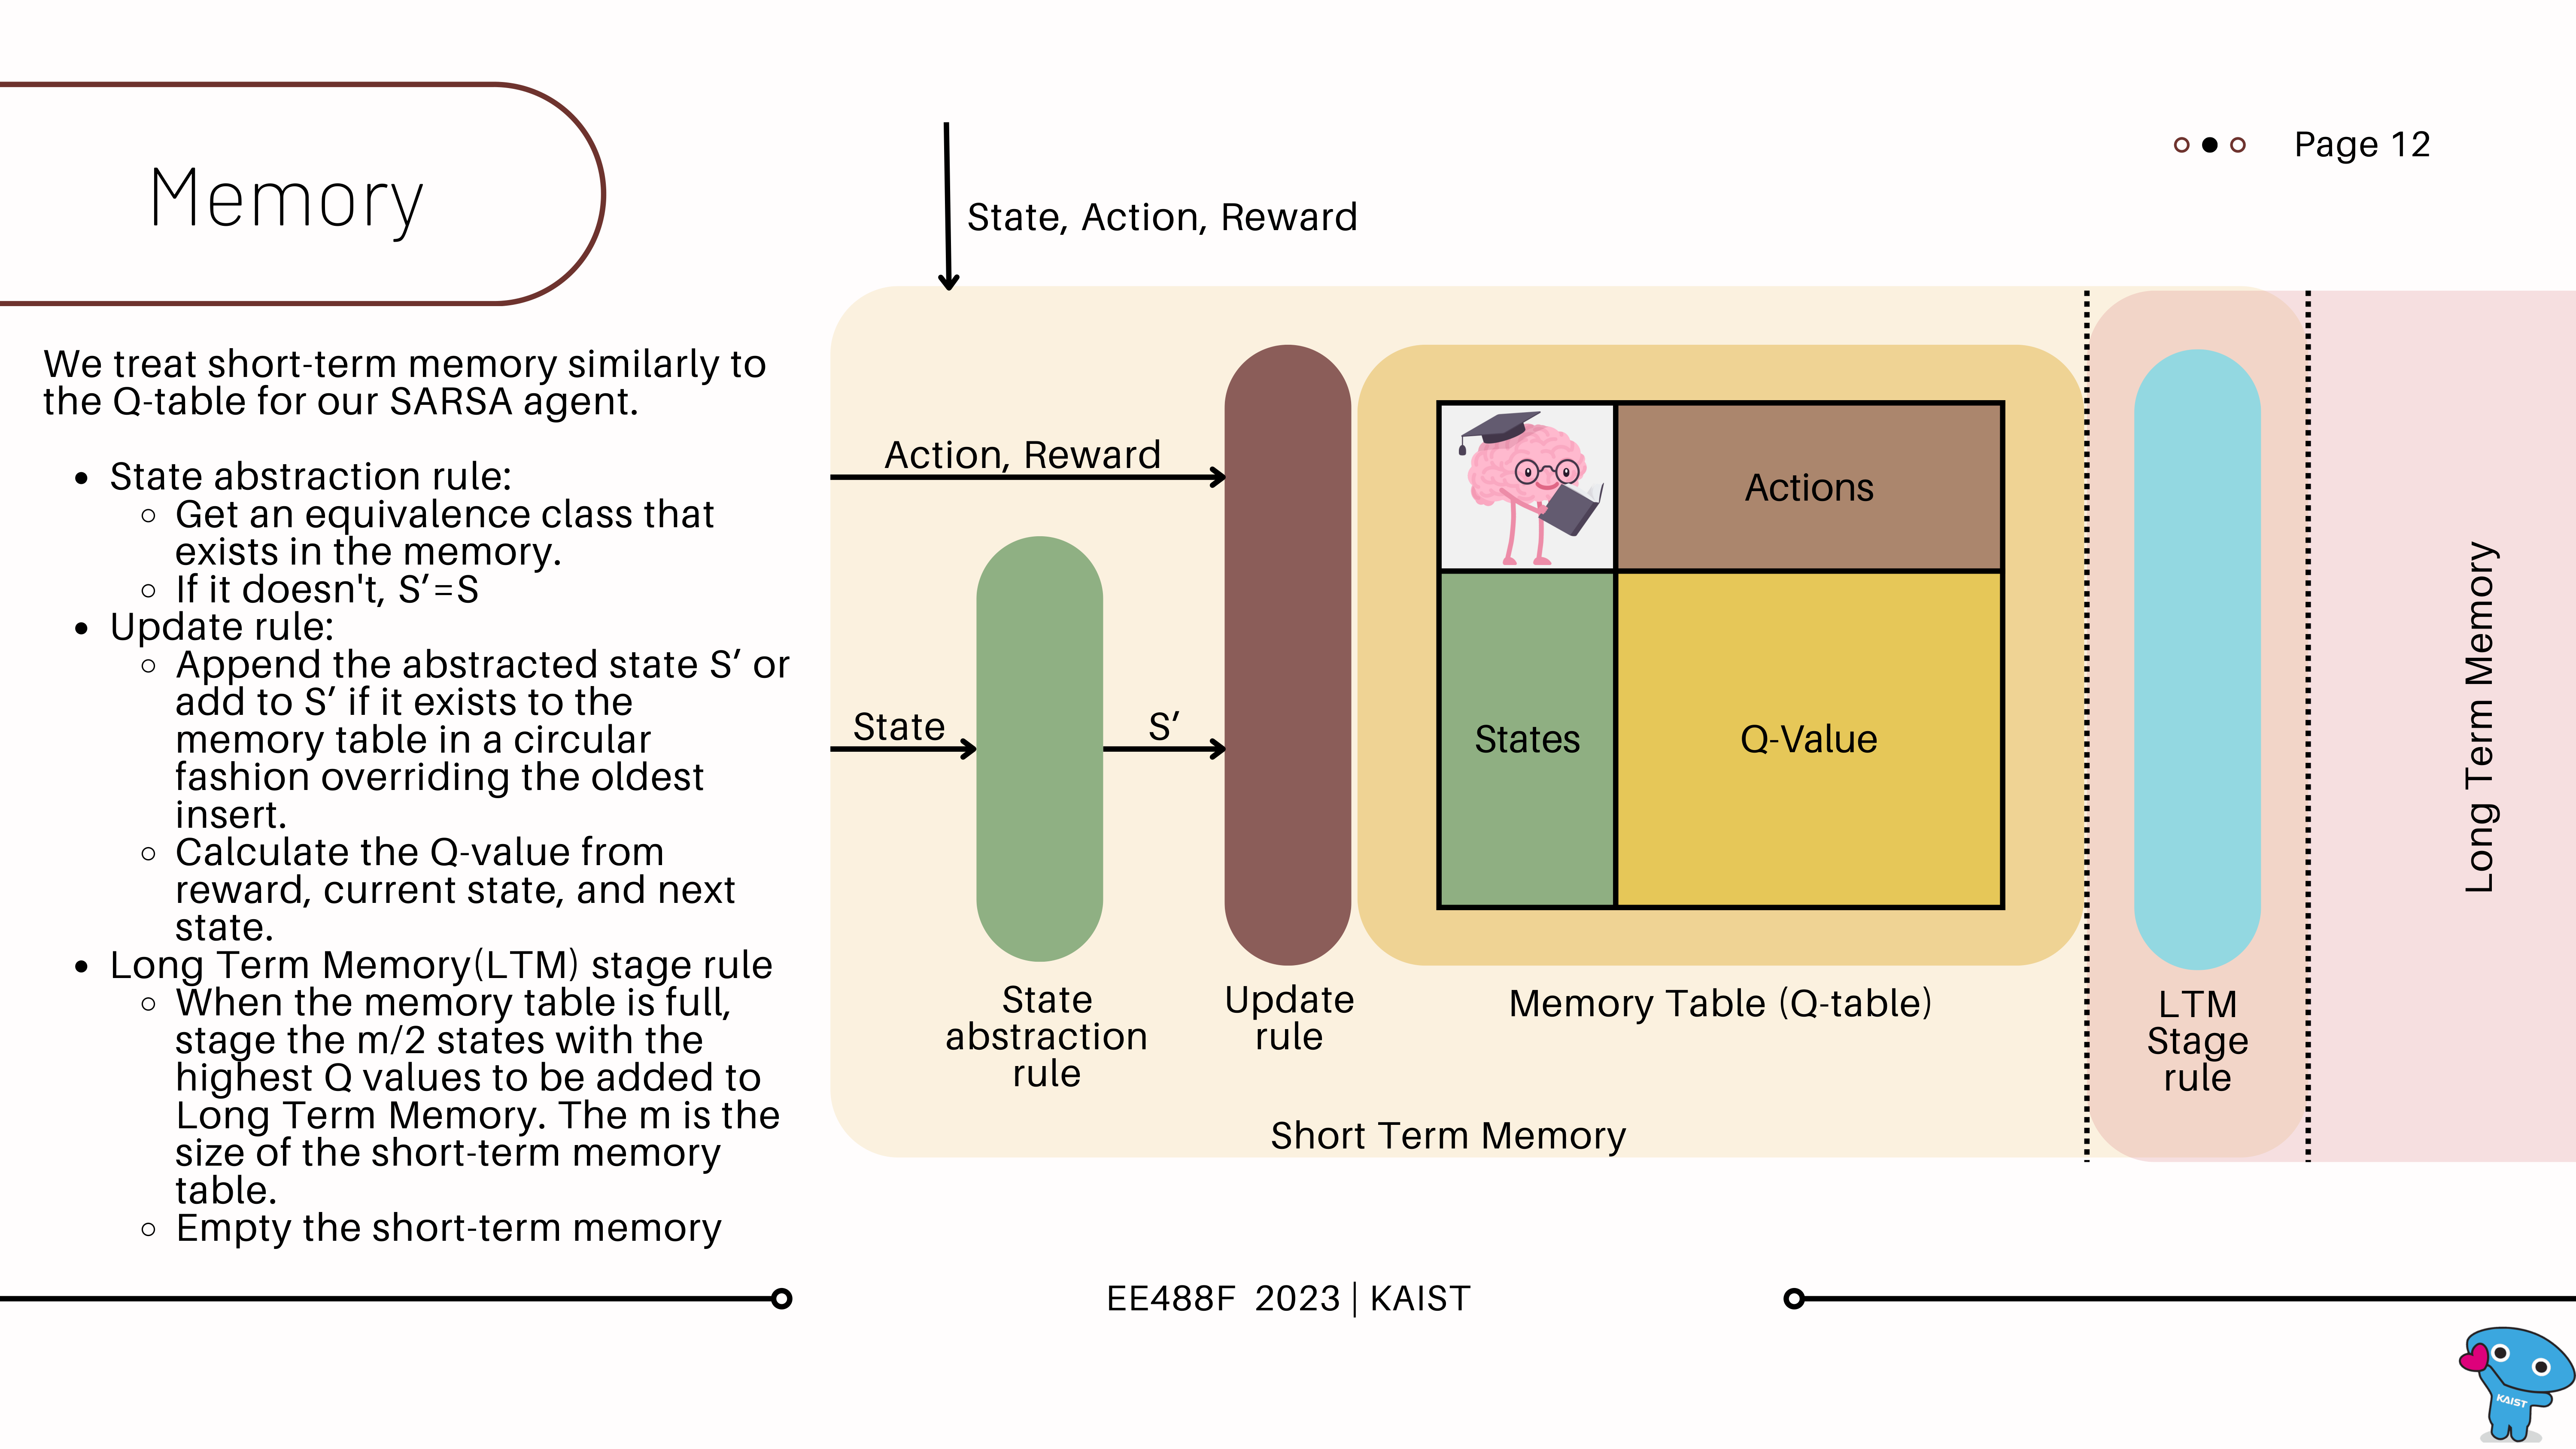 Memory
Page 12
State, Action, Reward
We treat short-term memory similarly to
the Q-table for our SARSA agent.
• State abstraction rule:
○ Get an equivalence class that
exists in the memory.
○ If it doesn't, S’=S
• Update rule:
○ Append the abstracted state S’ or
add to S’ if it exists to the
memory table in a circular
fashion overriding the oldest
insert.
○ Calculate the Q-value from
reward, current state, and next
state.
• Long Term Memory(LTM) stage rule
○ When the memory table is full,
stage the m/2 states with the
highest Q values to be added to
Long Term Memory. The m is the
size of the short-term memory
table.
○ Empty the short-term memory
Action, Reward
State
S’
Actions
States
Q-Value
State
abstraction
rule
Update
rule
Memory Table (Q-table)
LTM
Stage
rule
Short Term Memory
Long Term Memory
EE488F 2023 | KAIST
KAIST